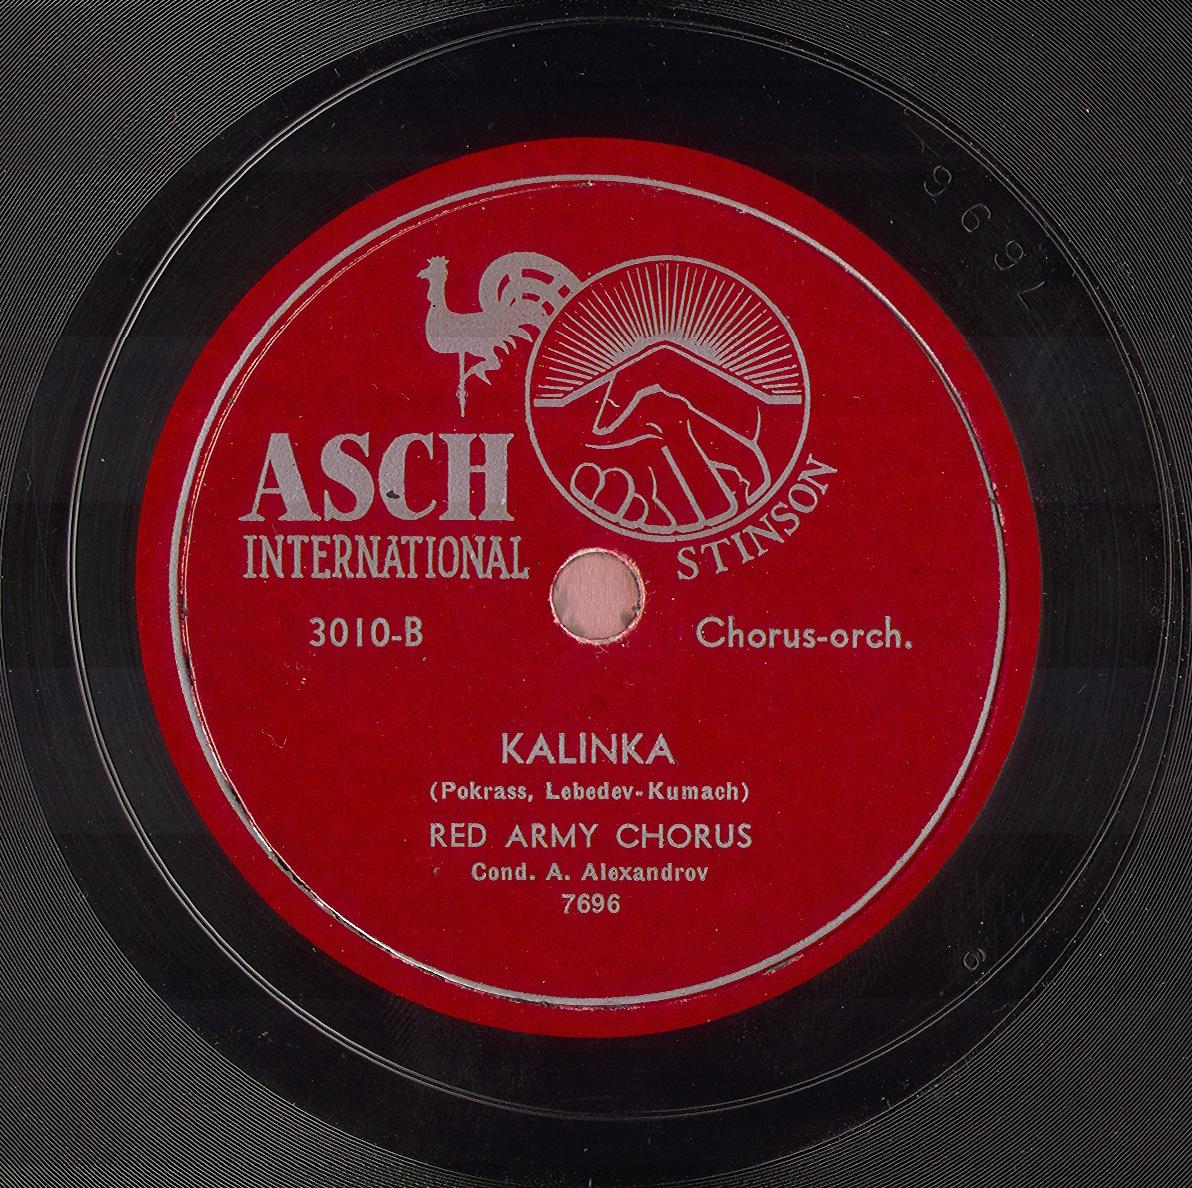 ASCH
INTERNATIONAL
STINSON
3010-B
Chorus-orch.
KALINKA
(Pokrass, Lebedev-Kumach)
RED ARMY CHORUS
Cond. A. Alexandrov
7696
7696